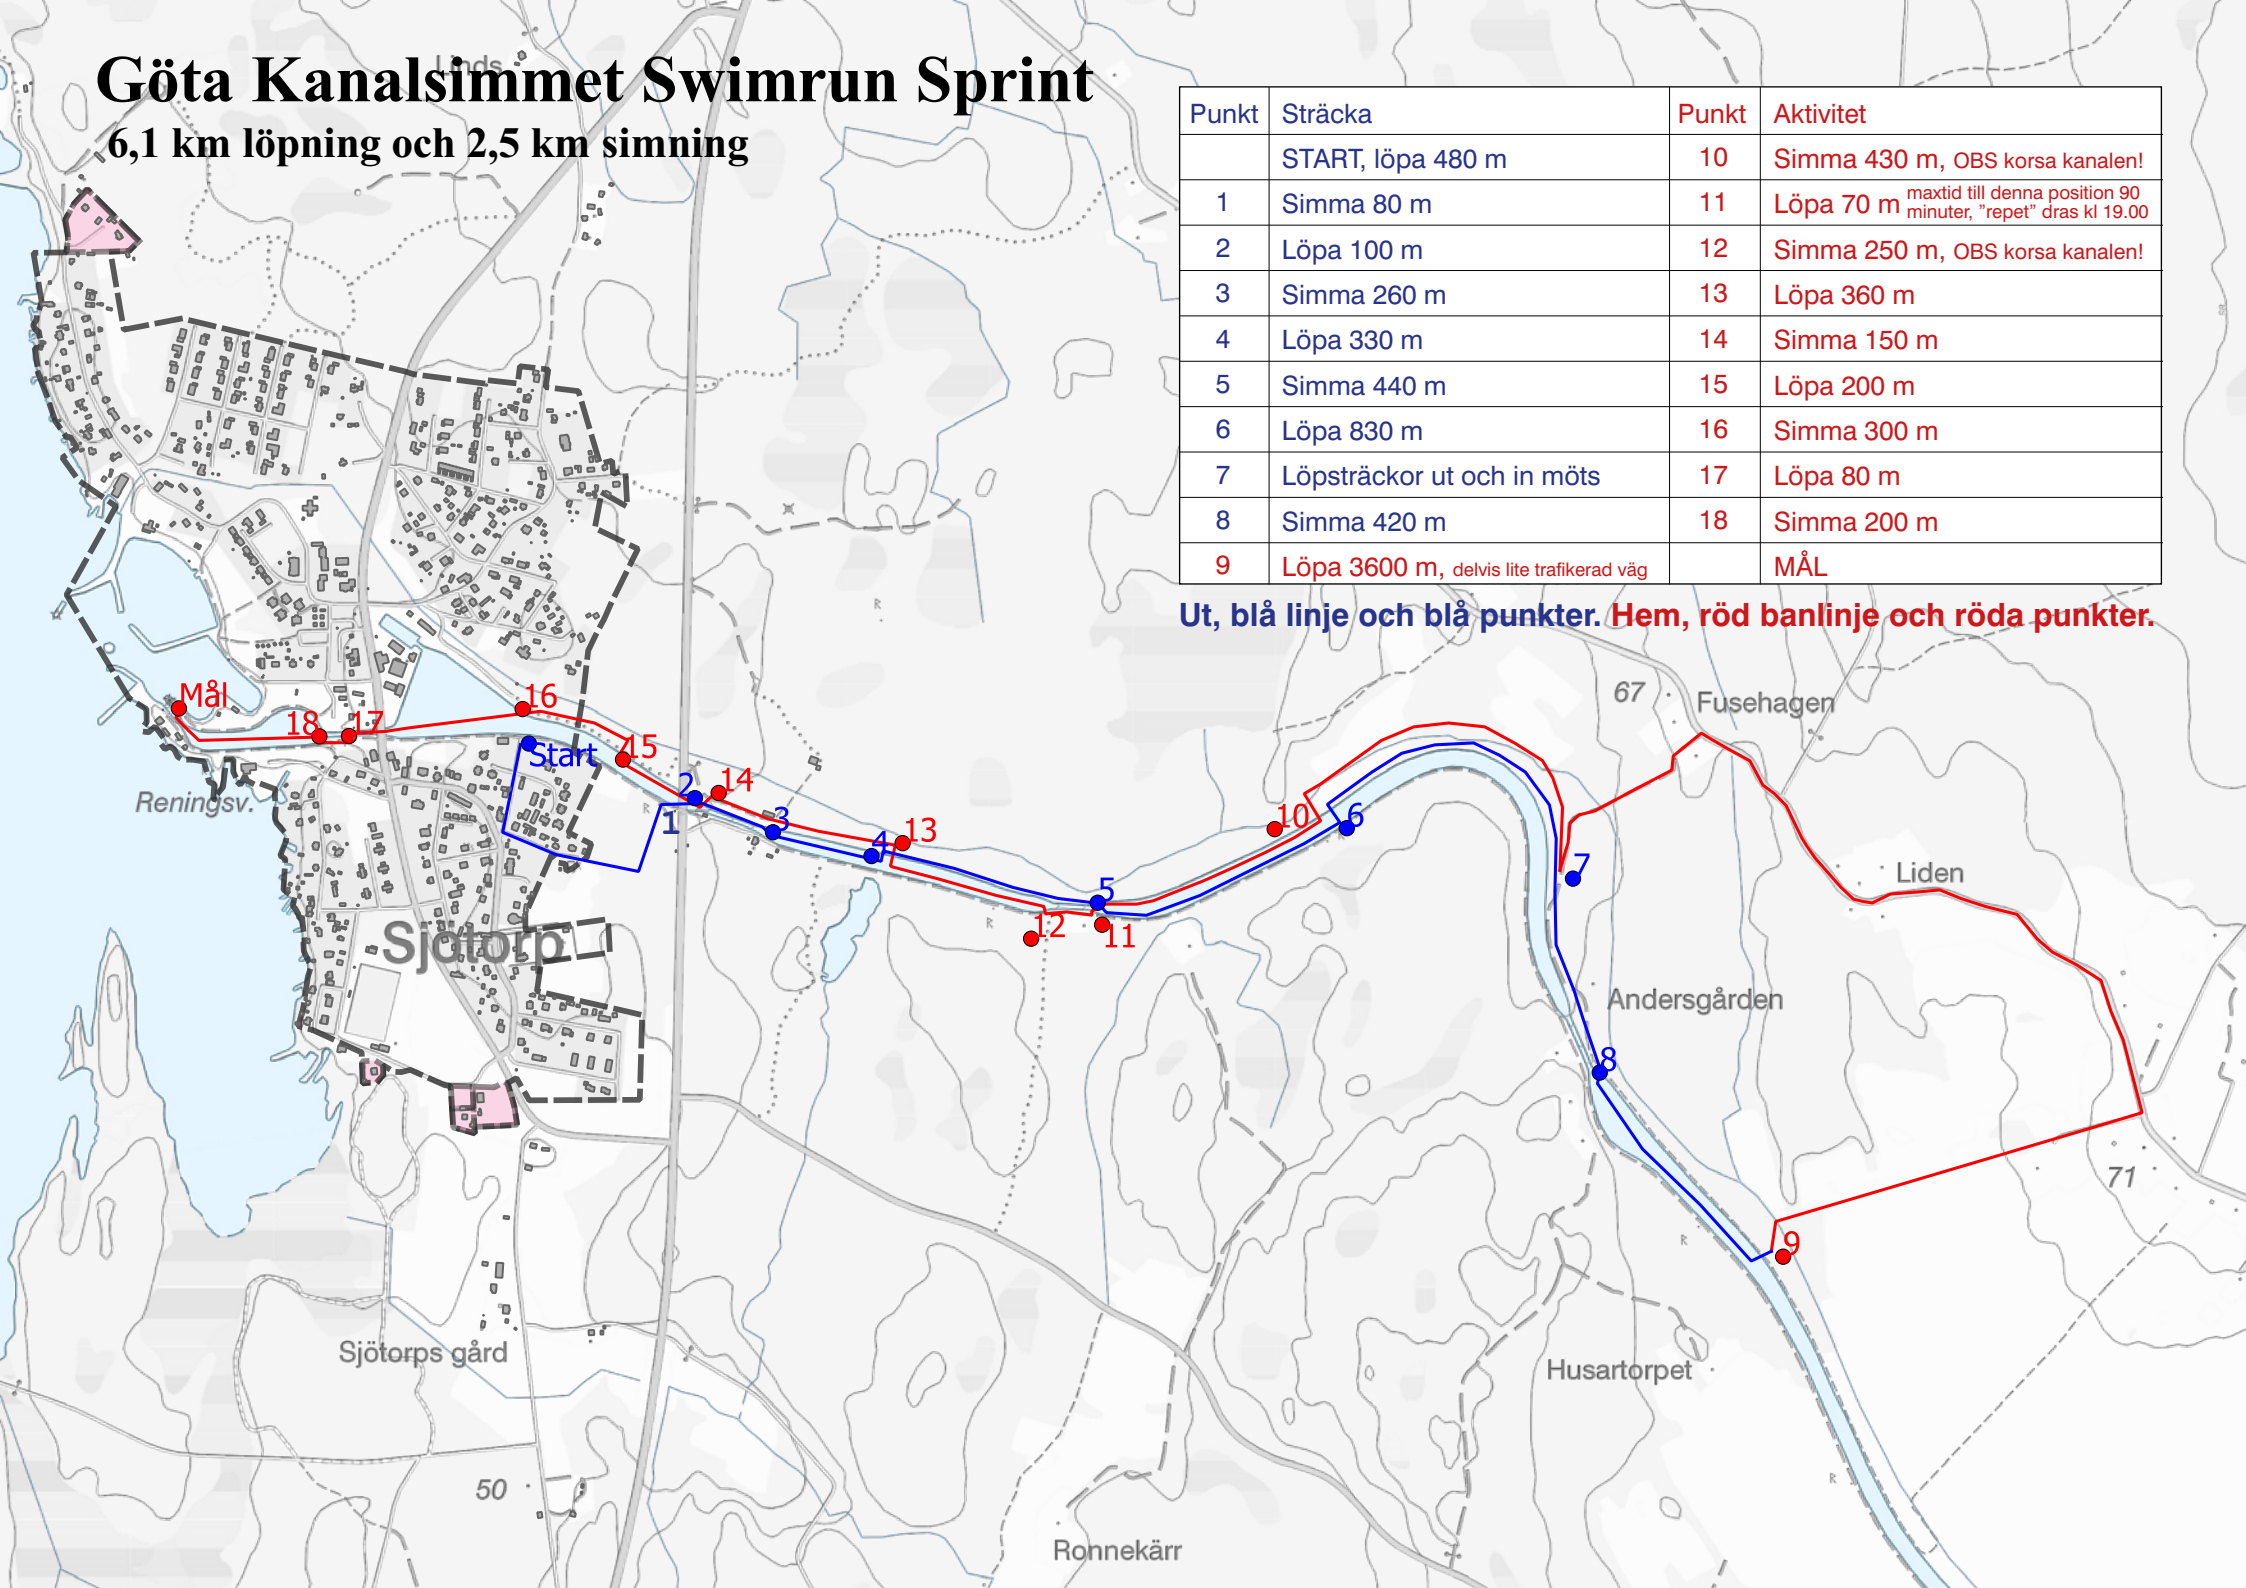 Göta Kanalsimmet Swimrun Sprint
6,1 km löpning och 2,5 km simning
Linds
Punkt Sträcka Punkt Aktivitet
START, löpa 480 m 10 Simma 430 m, OBS korsa kanalen!
1 Simma 80 m 11 Löpa 70 m maxtid till denna position 90
minuter, ”repet” dras kl 19.00
2 Löpa 100 m 12 Simma 250 m, OBS korsa kanalen!
3 Simma 260 m 13 Löpa 360 m
4 Löpa 330 m 14 Simma 150 m
5 Simma 440 m 15 Löpa 200 m
6 Löpa 830 m 16 Simma 300 m
7 Löpsträckor ut och in möts 17 Löpa 80 m
8 Simma 420 m 18 Simma 200 m
9 Löpa 3600 m, delvis lite trafikerad väg MÅL
Ut, blå linje och blå punkter. Hem, röd banlinje och röda punkter.
67
Fusehagen
Mål
16
18
17
Start
15
2
14
1
3
4
13
10
6
Reningsv.
7
Liden
5
12
11
Sjötorp
Andersgården
8
71
9
Sjötorps gård
Husartorpet
50
Ronnekärr
R
R
R
R
R
R
R